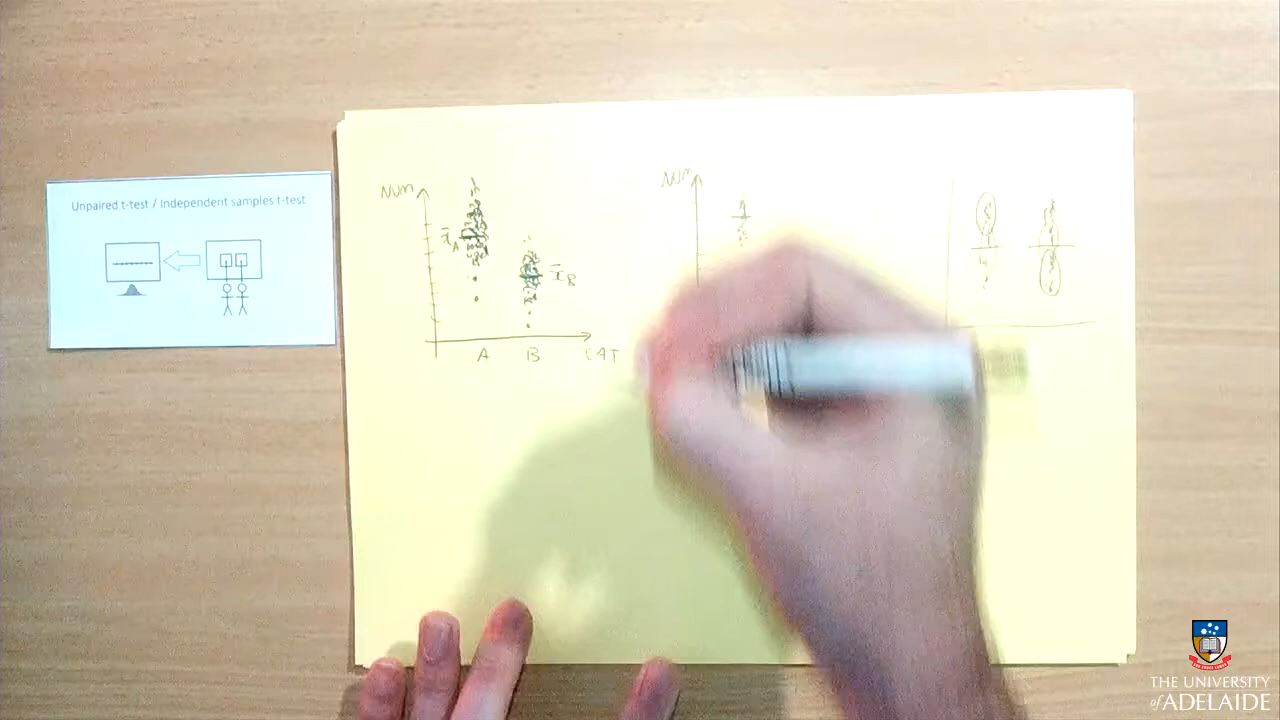 Unpaired t-test / Independent samples t-test
Num
x̄A
x̄B
A B CAT
Num
THE UNIVERSITY
of ADELAIDE